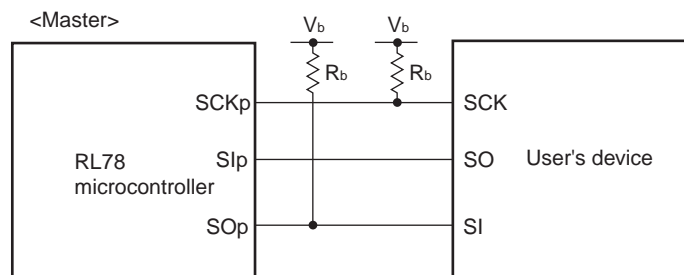 <Master>
Vb Vb
Rb Rb
SCKp SCK
SIp SO
RL78
microcontroller
User's device
SOp SI